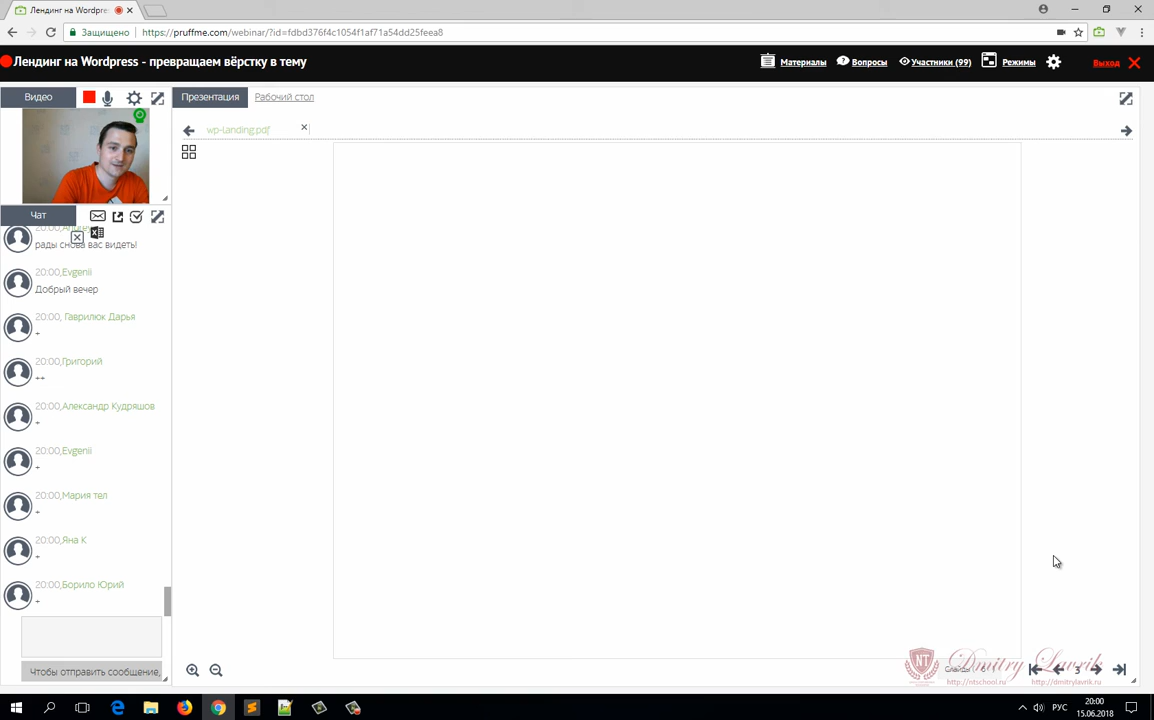 Лендинг на Wordpre
Защищено
https://pruffme.com/webinar/?id=fdbd376f4c1054f1af71a54dd25feea8
Лендинг на Wordpress - превращаем вёрстку в тему
Материалы
Вопросы
Участники (99)
Режимы
Выход
Видео
Презентация
Рабочий стол
wp-landing.pdf
Чат
рады снова вас видеть!
20:00,Evgenii
Добрый вечер
20:00, Гаврилюк Дарья
+
20:00,Григорий
++
20:00,Александр Кудряшов
+
20:00,Evgenii
+
20:00,Мария тел
+
20:00,Яна К
+
20:00,Борило Юрий
+
Чтобы отправить сообщение,
NT
Dmitry Lavrik
Слайды
3
http://ntschool.ru
http://dmitrylavrik.ru
РУС
20:00
15.06.2018